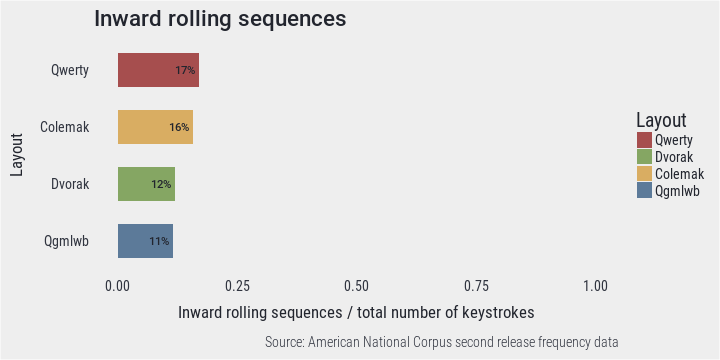 Inward rolling sequences
Layout
Qwerty 17%
Colemak 16%
Dvorak 12%
Qgmlwb 11%
0.00 0.25 0.50 0.75 1.00
Inward rolling sequences / total number of keystrokes
Source: American National Corpus second release frequency data
Layout
Qwerty
Dvorak
Colemak
Qgmlwb